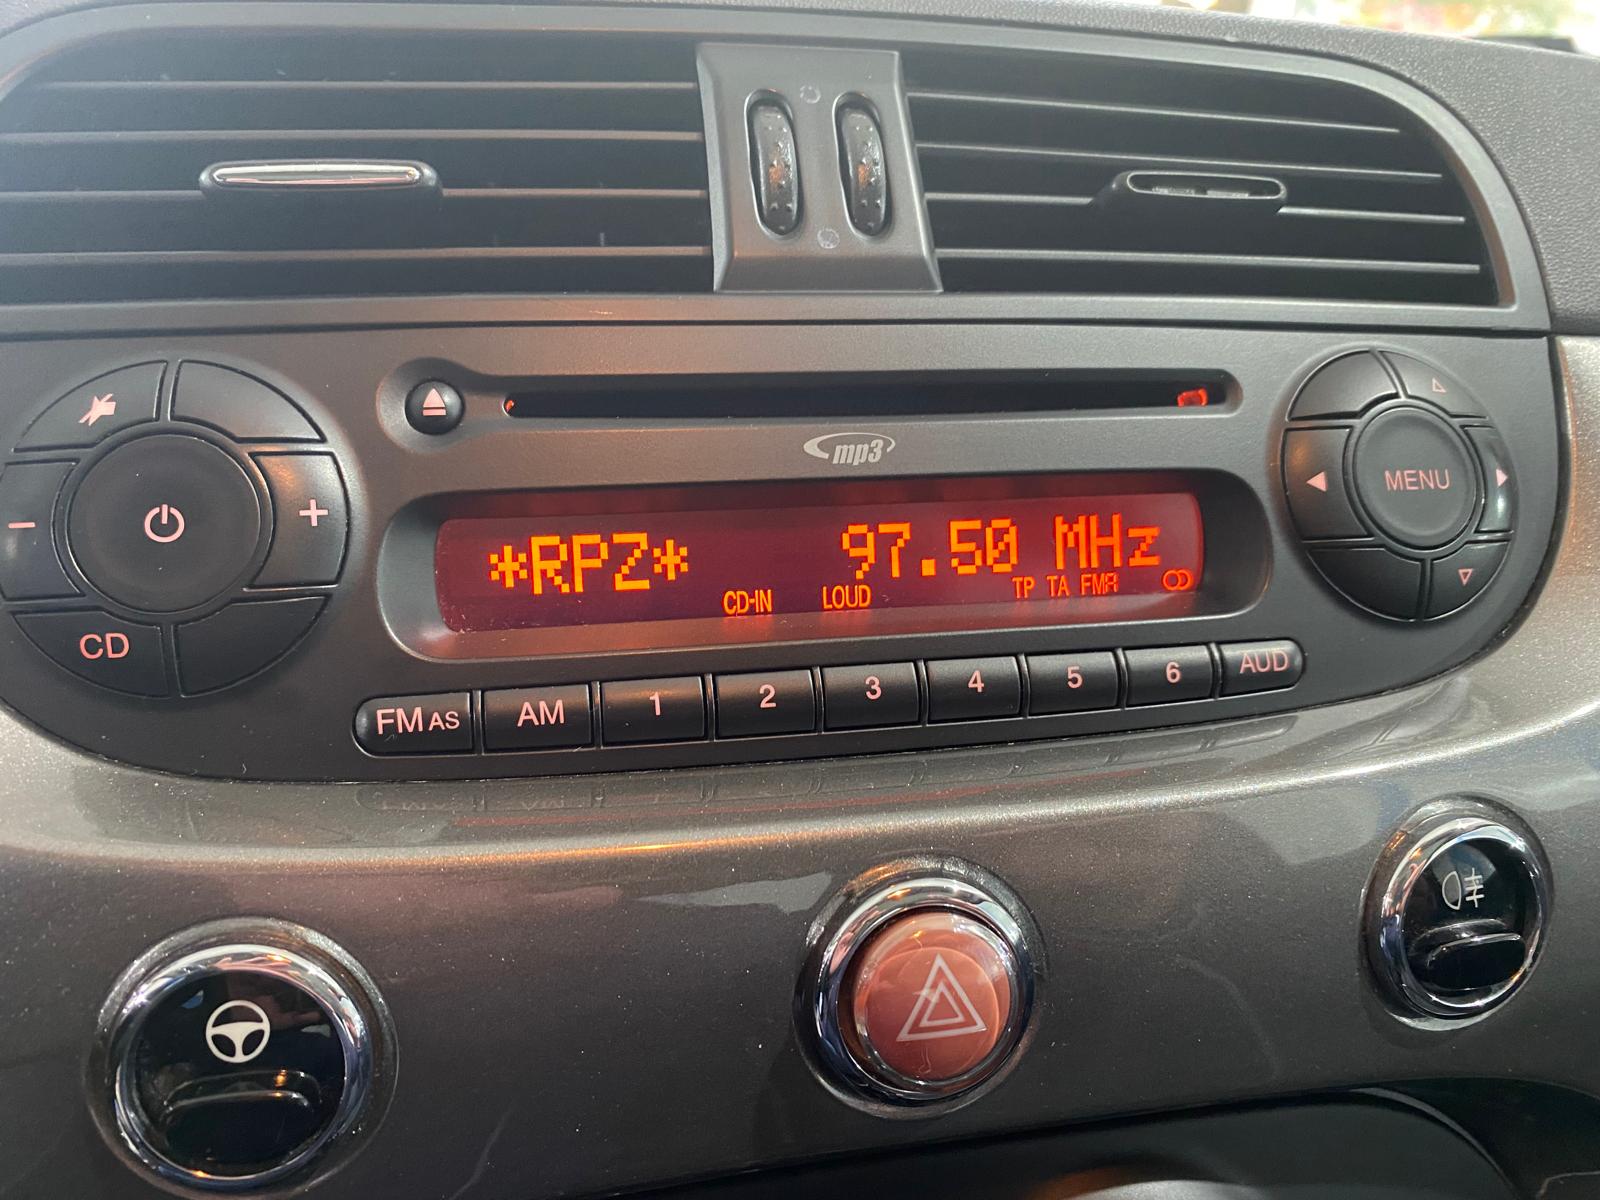 mp3
*RPZ* 97.50 MHz
CD-IN LOUD TP TA FMA
MENU
CD
FM AS AM 1 2 3 4 5 6 AUD